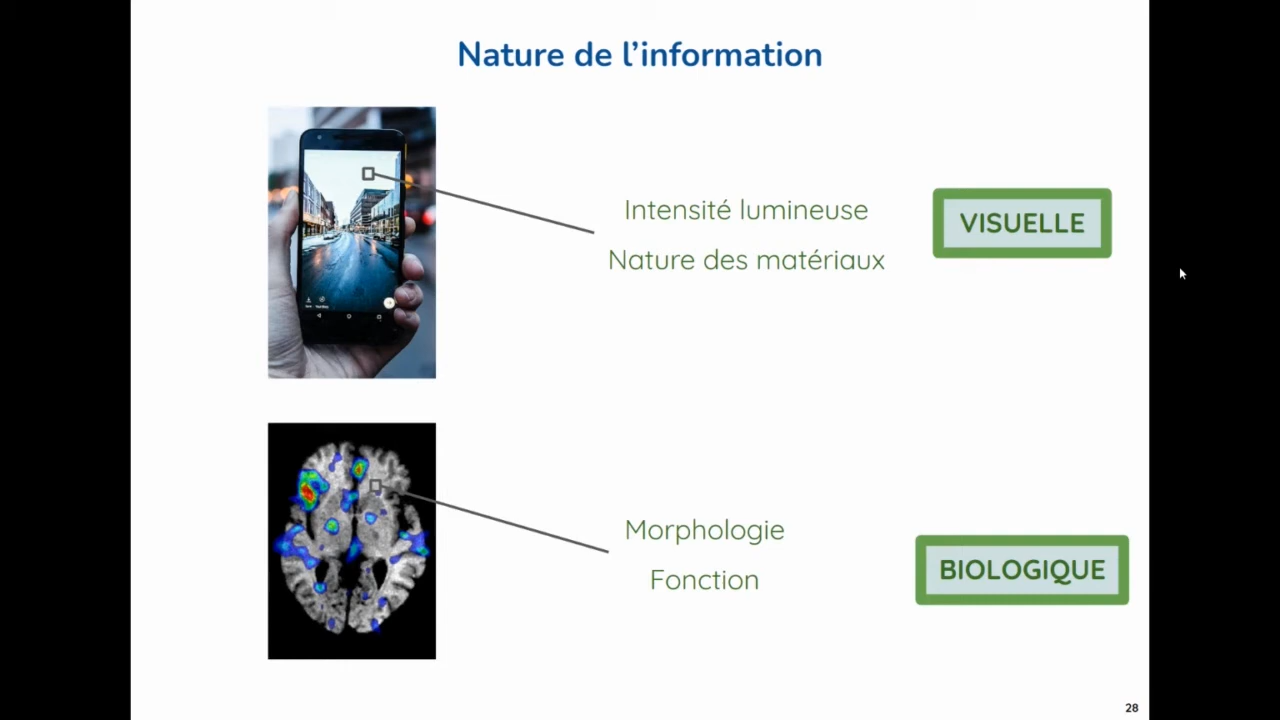 Nature de l'information
Intensité lumineuse
Nature des matériaux
VISUELLE
Morphologie
Fonction
BIOLOGIQUE
28